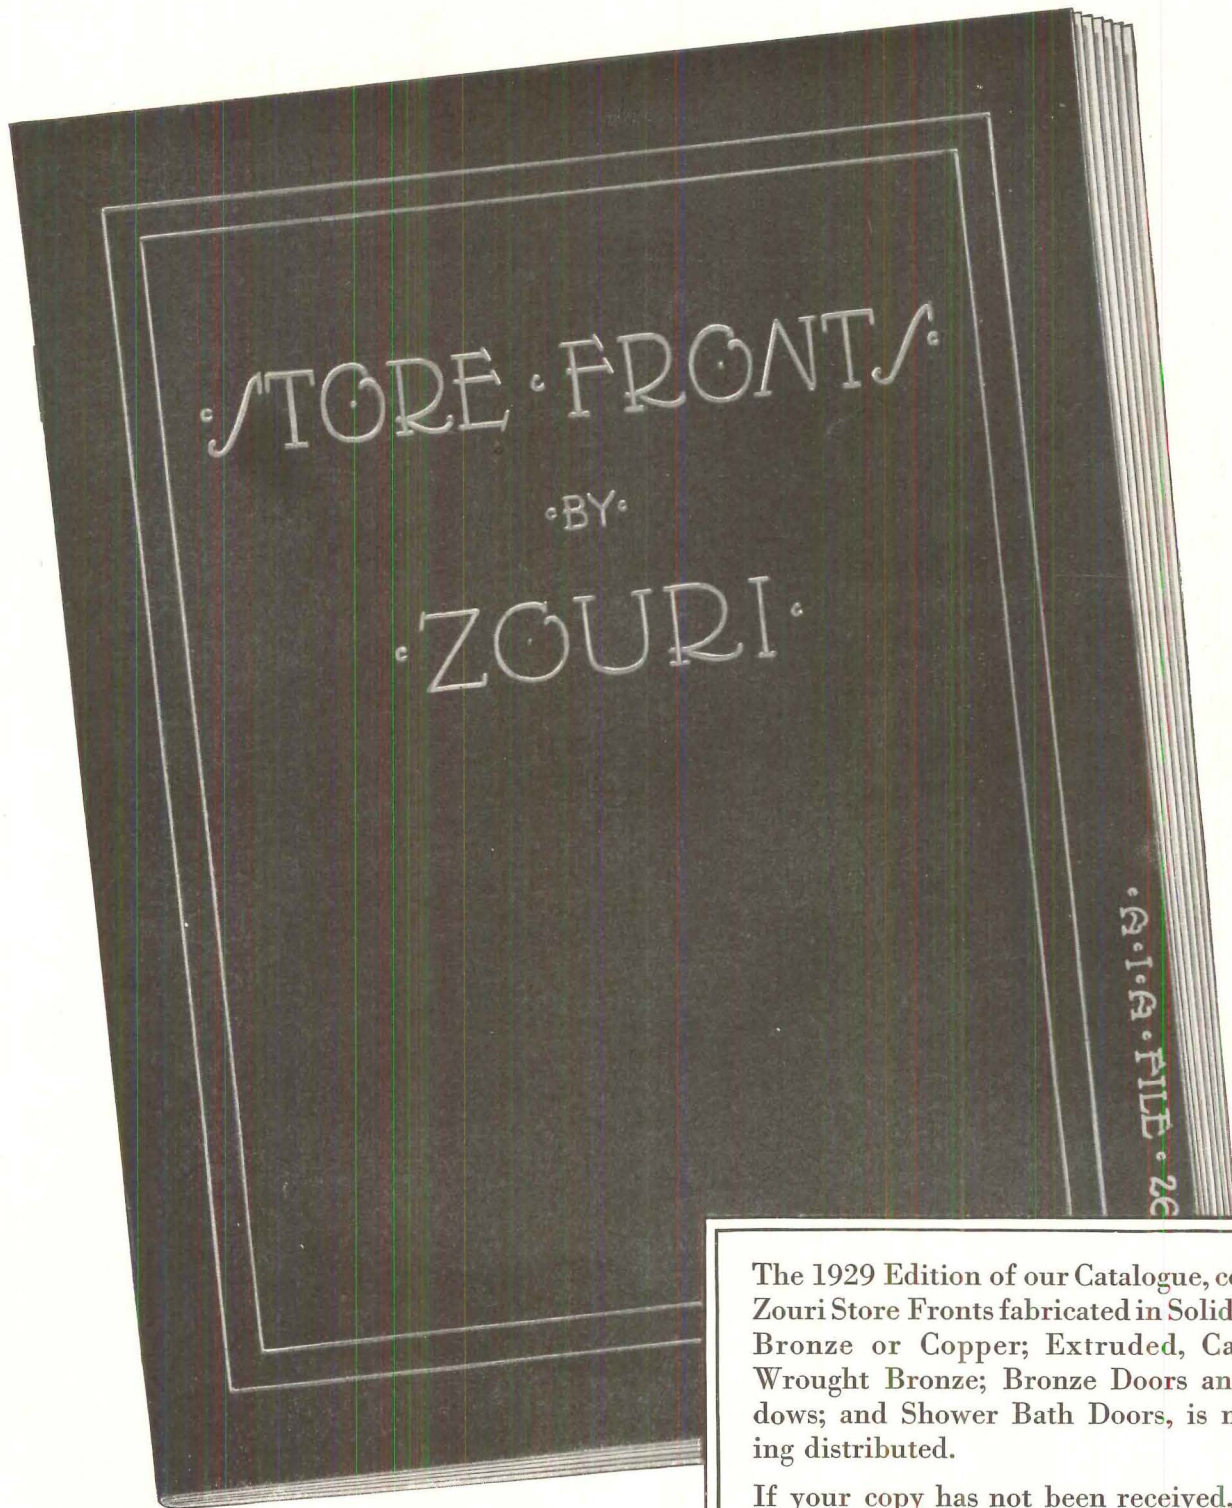 STORE · FRONTS
· BY ·
· ZOURI ·
· A · I · A · FILE · 26
The 1929 Edition of our Catalogue,
Zouri Store Fronts fabricated in Solid
Bronze or Copper; Extruded,
Wrought Bronze; Bronze Doors
dows; and Shower Bath Doors, is
ing distributed.
If your copy has not been received,